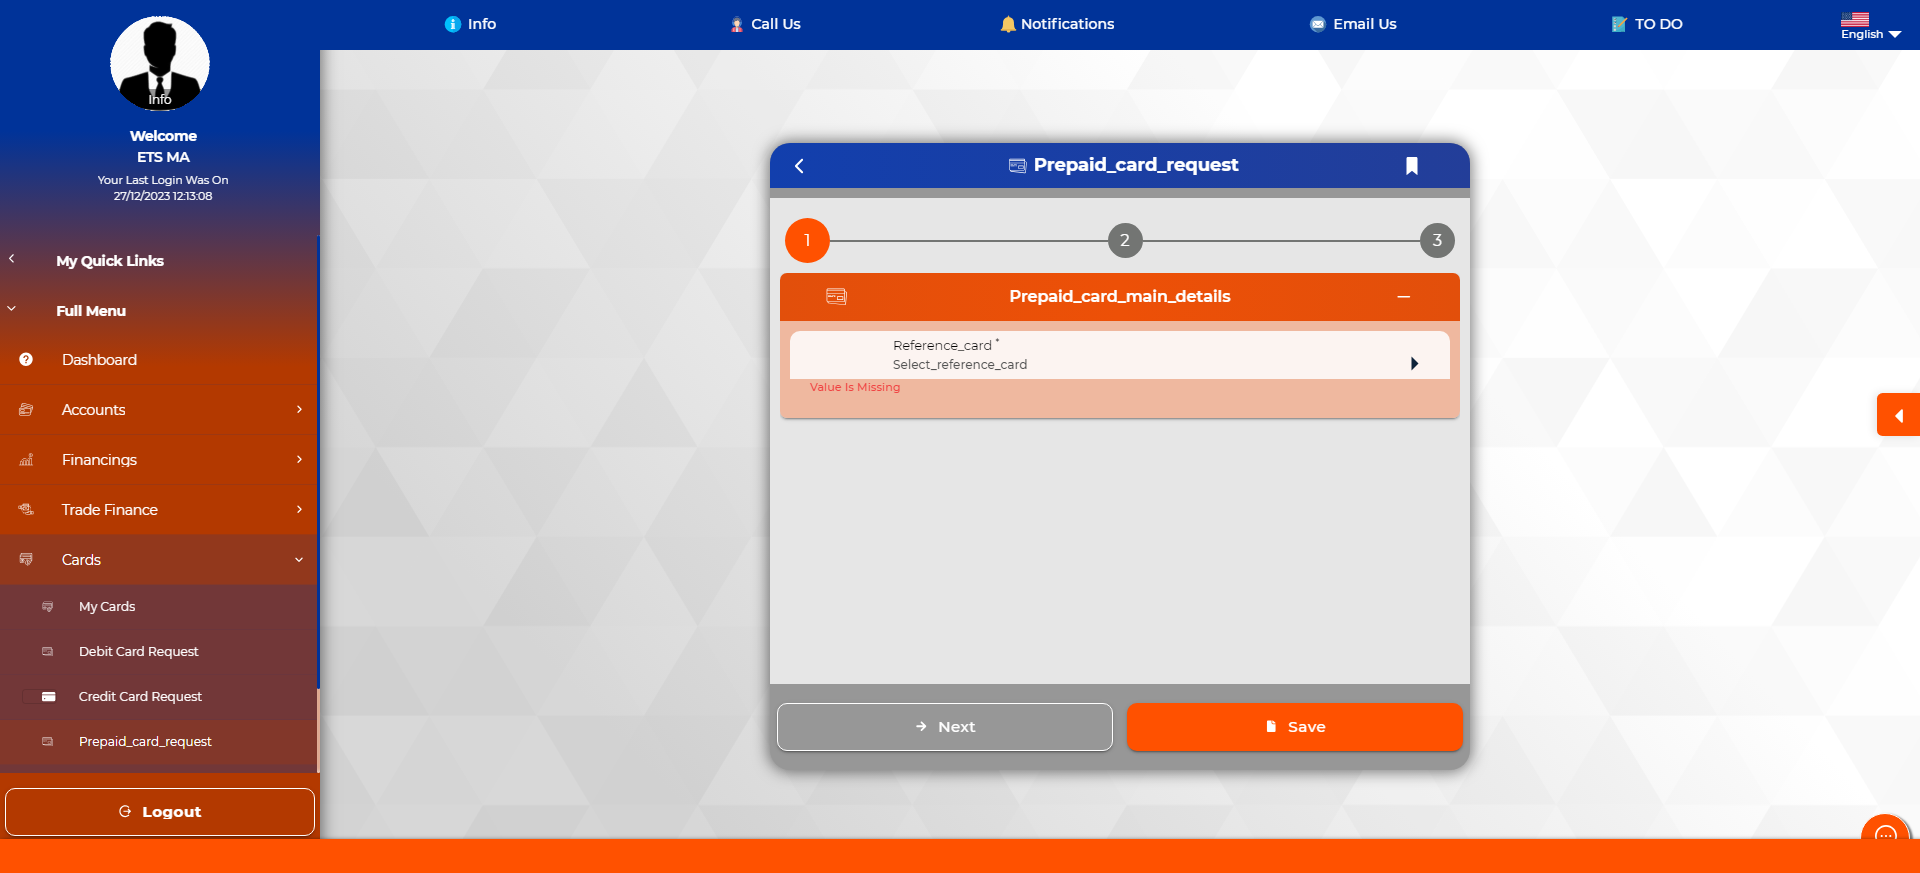 Info
Call Us
Notifications
Email Us
TO DO
English
Info
Welcome
ETS MA
Your Last Login Was On
27/12/2023 12:13:08
My Quick Links
Full Menu
Dashboard
Accounts
Financings
Trade Finance
Cards
My Cards
Debit Card Request
Credit Card Request
Prepaid_card_request
Logout
Prepaid_card_request
1
2
3
Prepaid_card_main_details
Reference_card *
Select_reference_card
Value Is Missing
Next
Save